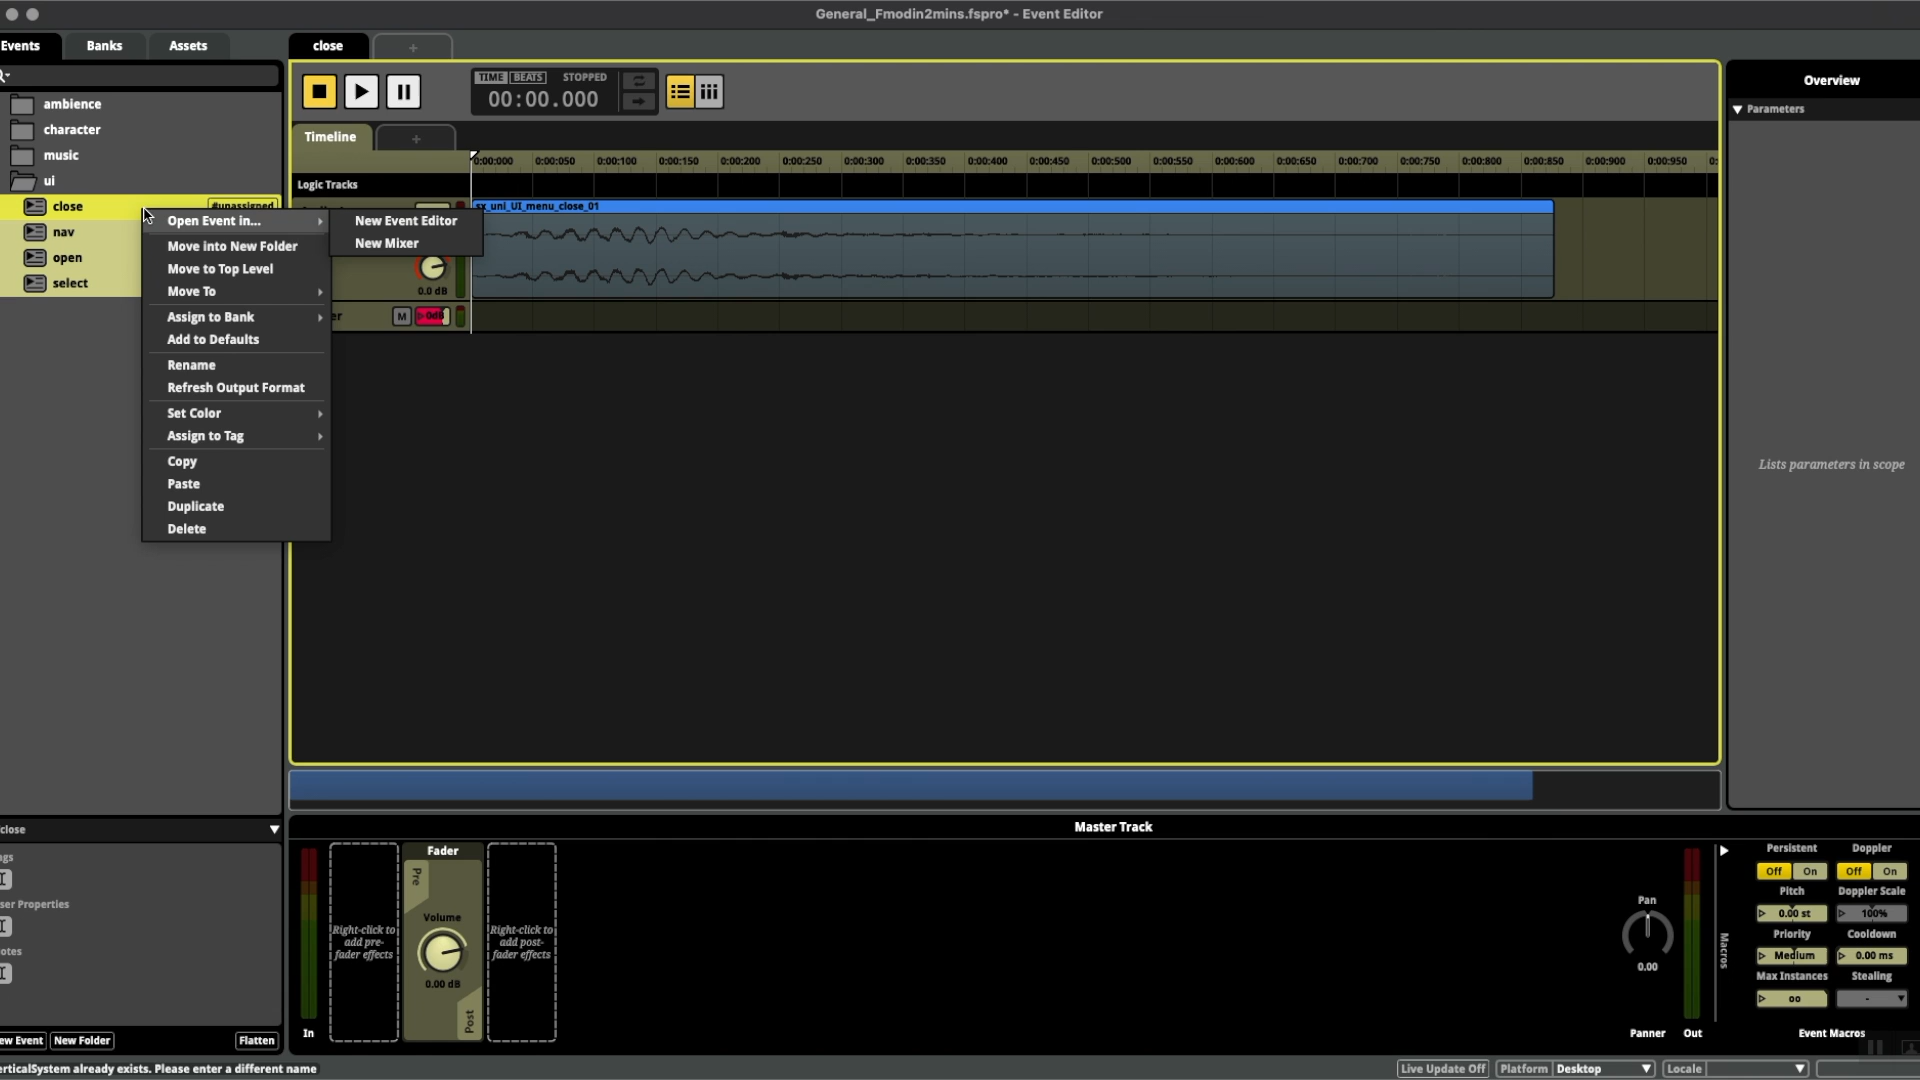 General_Fmodin2mins.fspro* - Event Editor
Events
Banks
Assets
close
+
TIME BEATS STOPPED
00:00.000
ambience
character
music
ui
close
#unassigned
nav
open
select
Open Event in...
Move into New Folder
Move to Top Level
Move To
Assign to Bank
Add to Defaults
Rename
Refresh Output Format
Set Color
Assign to Tag
Copy
Paste
Duplicate
Delete
New Event Editor
New Mixer
Timeline
+
0:00:000 0:00:050 0:00:100 0:00:150 0:00:200 0:00:250 0:00:300 0:00:350 0:00:400 0:00:450 0:00:500 0:00:550 0:00:600 0:00:650 0:00:700 0:00:750 0:00:800 0:00:850 0:00:900 0:00:950 0:
Logic Tracks
sx_uni_UI_menu_close_01
0.0 dB
er
M
0dB
Overview
Parameters
Lists parameters in scope
close
ags
ser Properties
otes
ew Event
New Folder
Flatten
Master Track
In
Right-click to
add pre-
fader effects
Fader
Pre
Volume
0.00 dB
Post
Right-click to
add post-
fader effects
Pan
0.00
Panner
Out
Macros
Persistent
Off On
Doppler
Off On
Pitch
0.00 st
Doppler Scale
100%
Priority
Medium
Cooldown
0.00 ms
Max Instances
oo
Stealing
-
Event Macros
erticalSystem already exists. Please enter a different name
Live Update Off
Platform Desktop
Locale